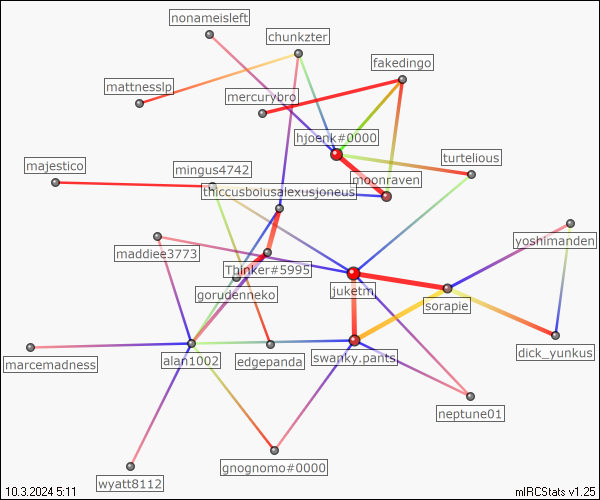 nonameisleft
chunkzter
fakedingo
mattnesslp
mercurybro
hjoenk#0000
turtelious
majestico
mingus4742
moonraven
thiccusboiusalexusjoneus
yoshimanden
maddiee3773
Thinker#5995
gorudenneko
juketm
sorapie
marcemadness
alan1002
edgepanda
swanky.pants
dick_yunkus
neptune01
gnognomo#0000
wyatt8112
10.3.2024 5:11
mIRCStats v1.25